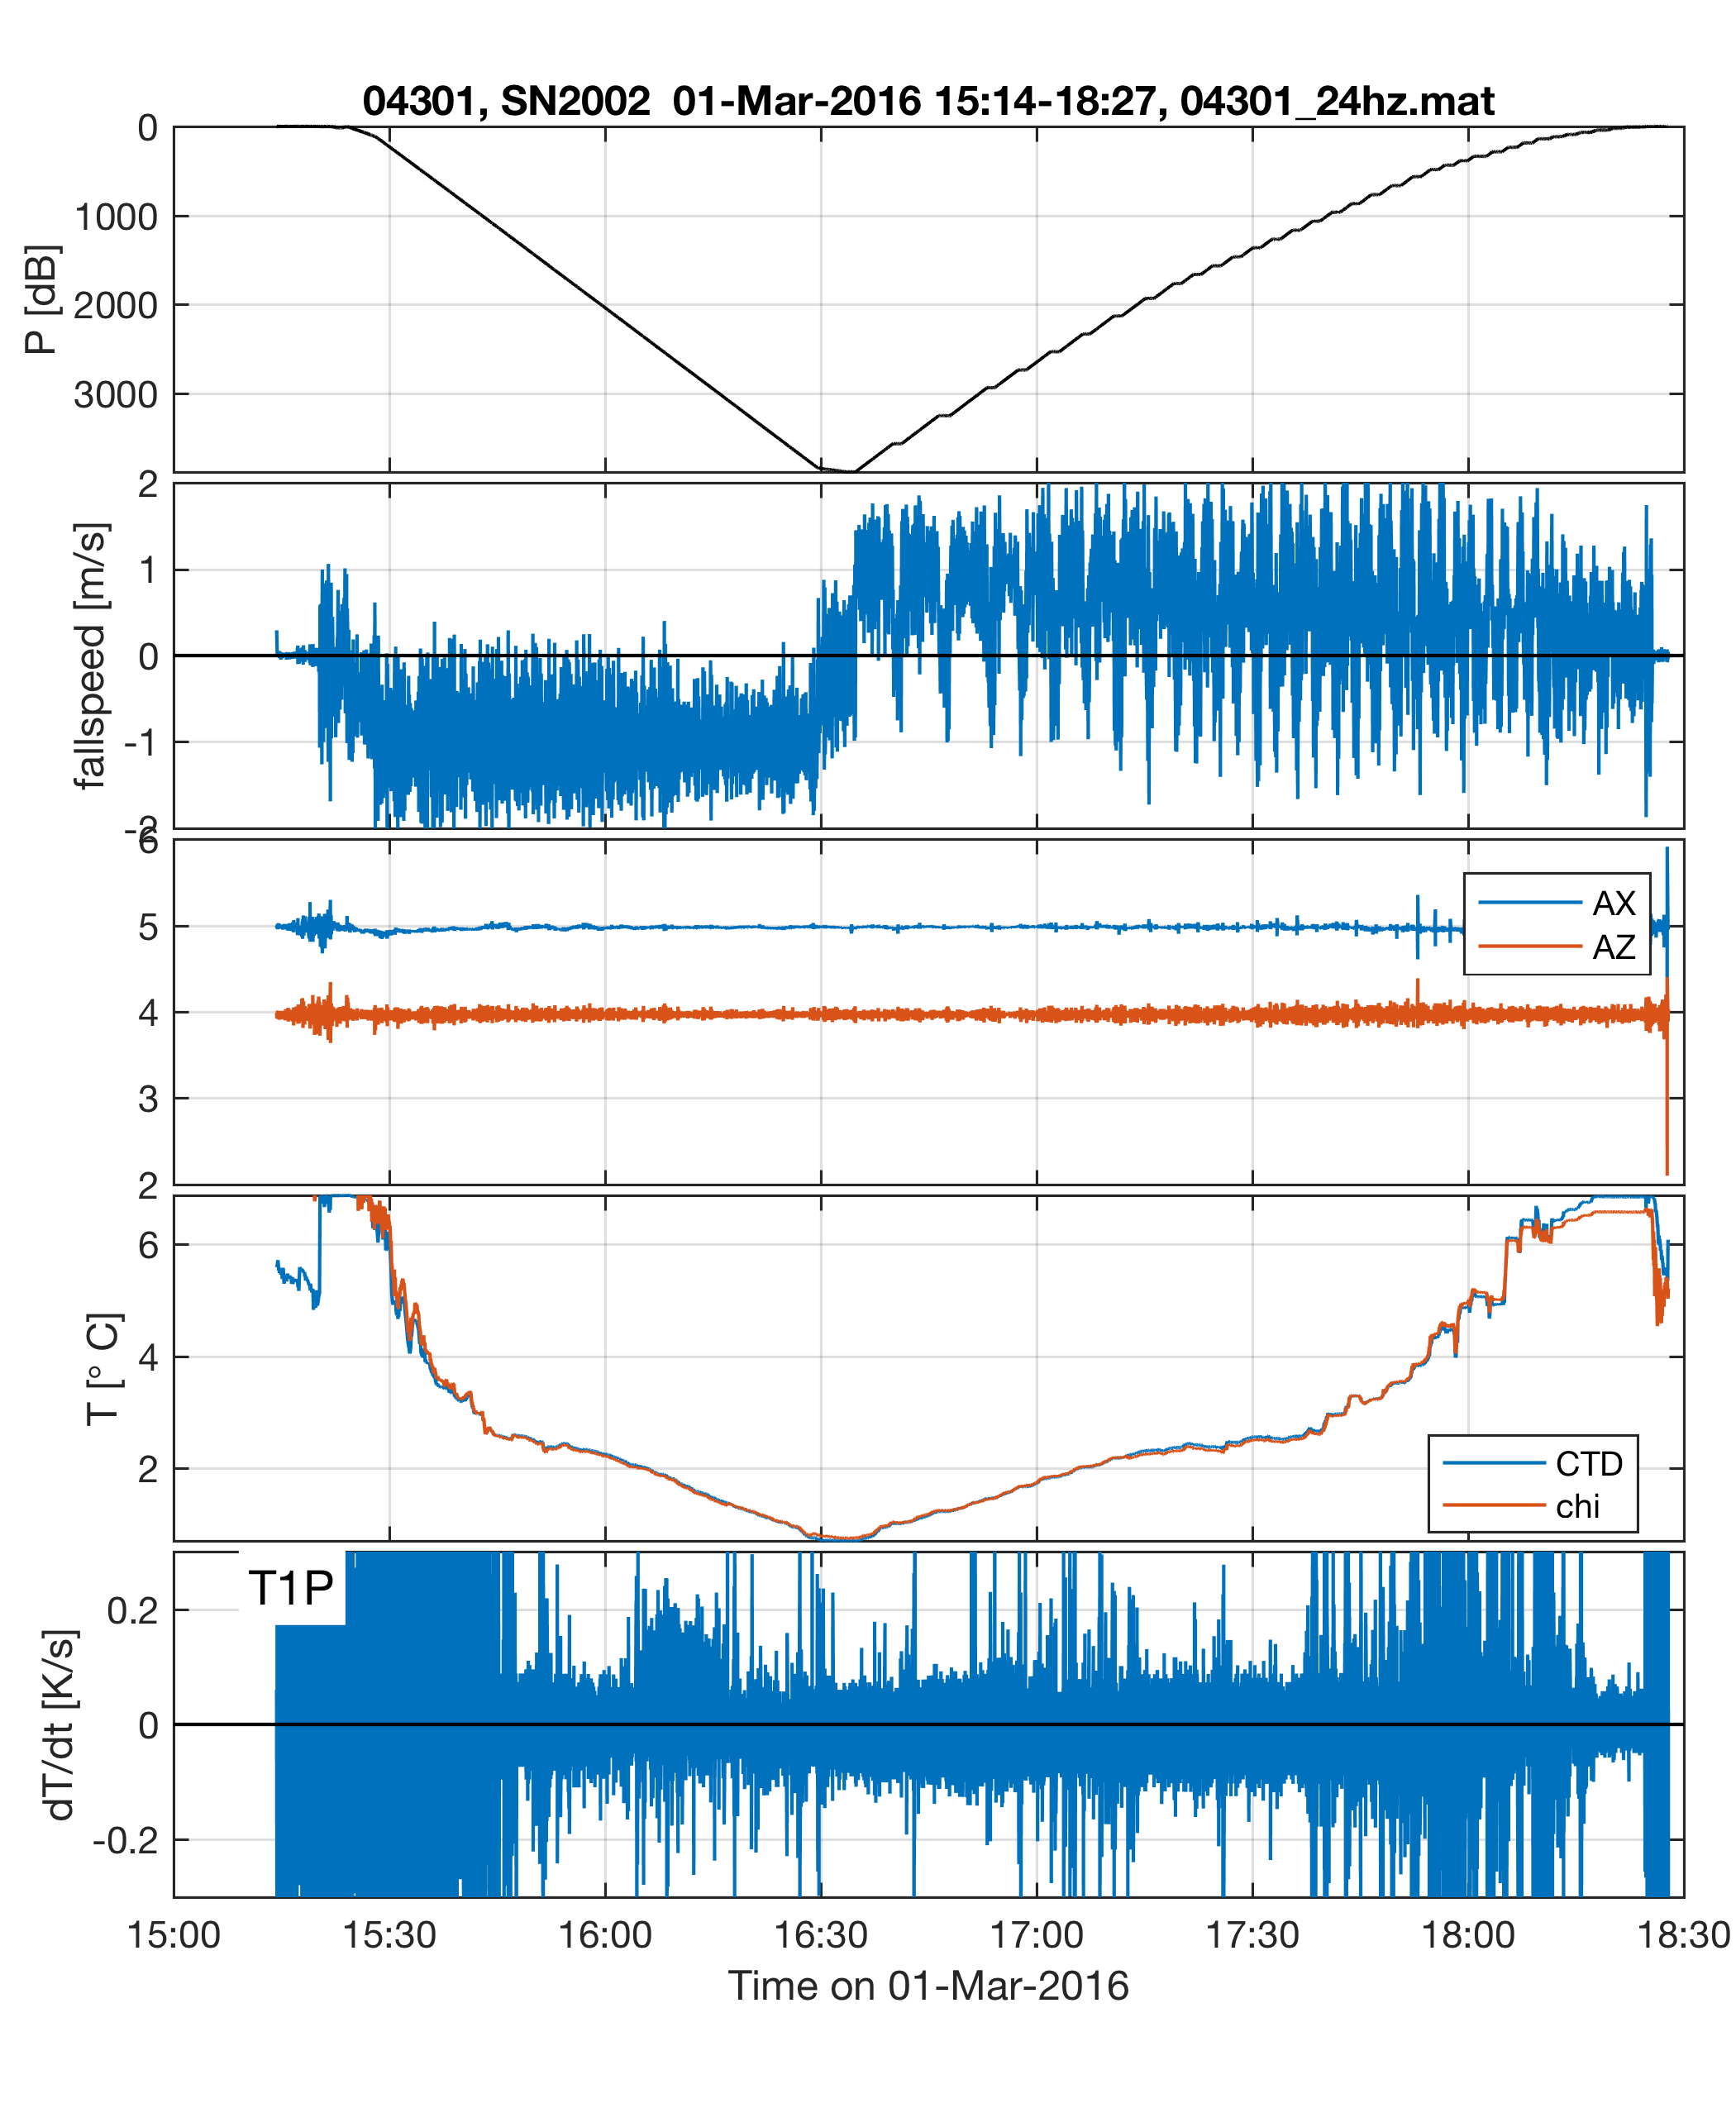 04301, SN2002  01-Mar-2016 15:14-18:27, 04301_24hz.mat
0
1000
2000
3000
P [dB]
2
1
0
-1
-2
fallspeed [m/s]
6
5
4
3
2
AX
AZ
6
4
2
T [° C]
CTD
chi
T1P
0.2
0
-0.2
dT/dt [K/s]
15:00 15:30 16:00 16:30 17:00 17:30 18:00 18:30
Time on 01-Mar-2016